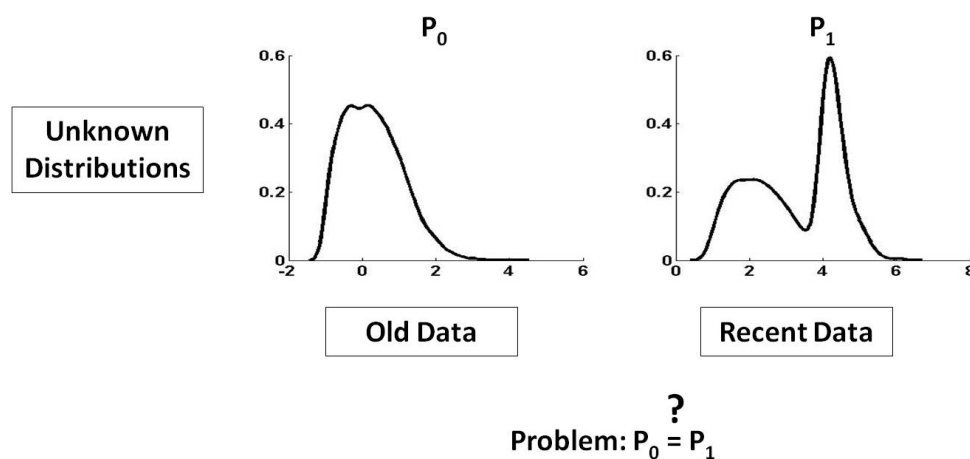 P₀
P₁
Unknown
Distributions
0.6
0.4
0.2
0
-2
0
2
4
6
0.6
0.4
0.2
0
0
2
4
6
8
Old Data
Recent Data
?
Problem: P₀ = P₁